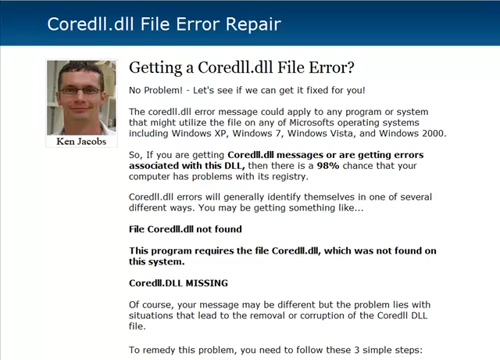 Coredll.dll File Error Repair
Getting a Coredll.dll File Error?
Ken Jacobs
No Problem! - Let's see if we can get it fixed for you!
The coredll.dll error message could apply to any program or system
that might utilize the file on any of Microsofts operating systems
including Windows XP, Windows 7, Windows Vista, and Windows 2000.
So, If you are getting Coredll.dll messages or are getting errors
associated with this DLL, then there is a 98% chance that your
computer has problems with its registry.
Coredll.dll errors will generally identify themselves in one of several
different ways. You may be getting something like...
File Coredll.dll not found
This program requires the file Coredll.dll, which was not found on
this system.
Coredll.DLL MISSING
Of course, your message may be different but the problem lies with
situations that lead to the removal or corruption of the Coredll DLL
file.
To remedy this problem, you need to follow these 3 simple steps: